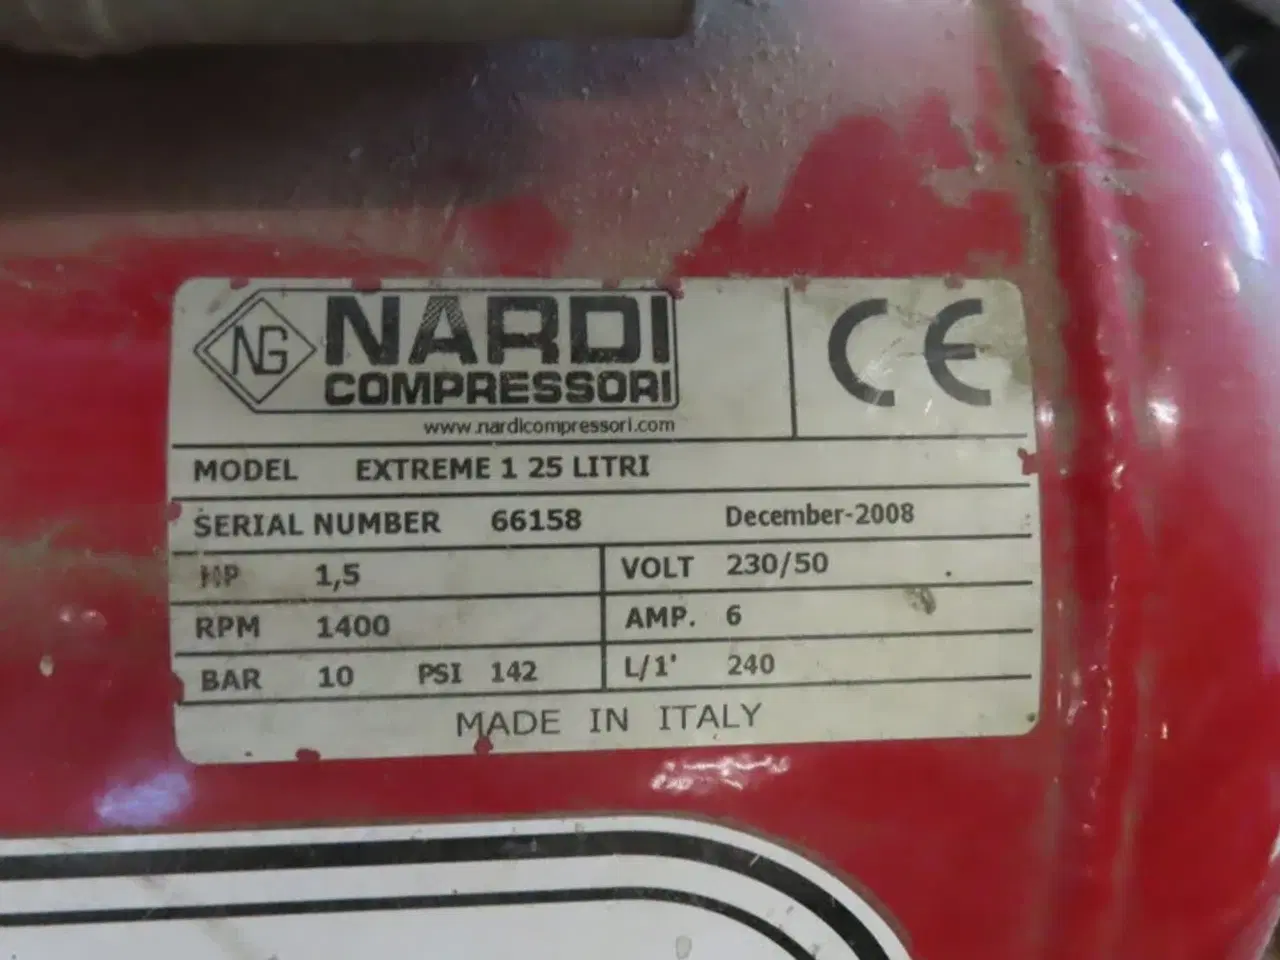 NG NARDI
COMPRESSORI
www.nardicompressori.com
CE
MODEL EXTREME 1 25 LITRI
SERIAL NUMBER 66158 December-2008
HP 1,5 VOLT 230/50
RPM 1400 AMP. 6
BAR 10 PSI 142 L/1' 240
MADE IN ITALY